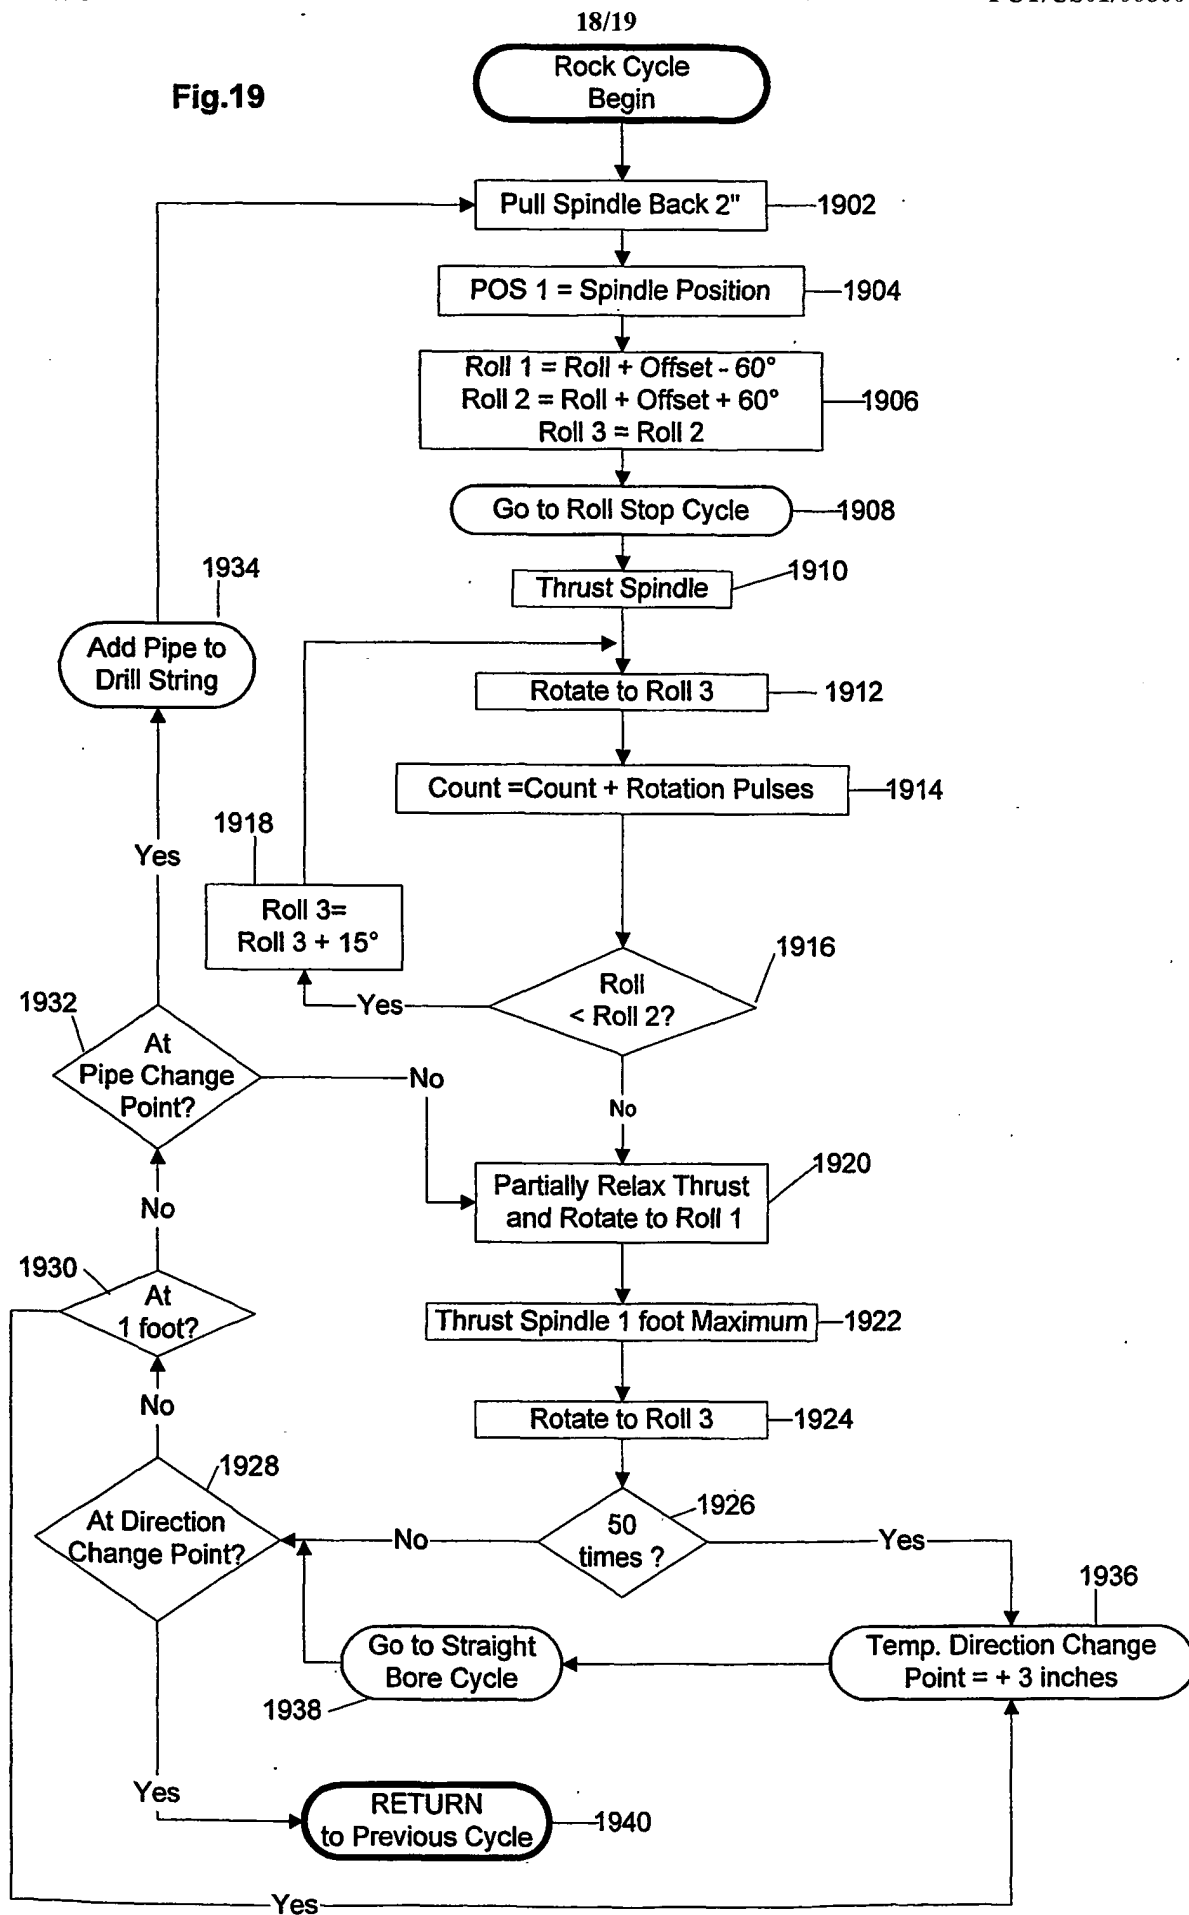 18/19
Fig.19
Rock Cycle
Begin
Pull Spindle Back 2"
1902
POS 1 = Spindle Position
1904
Roll 1 = Roll + Offset - 60°
Roll 2 = Roll + Offset + 60°
Roll 3 = Roll 2
1906
Go to Roll Stop Cycle
1908
Thrust Spindle
1910
1934
Add Pipe to
Drill String
Rotate to Roll 3
1912
Count =Count + Rotation Pulses
1914
1918
Yes
Roll 3=
Roll 3 + 15°
1916
Roll
< Roll 2?
Yes
1932
At
Pipe Change
Point?
No
No
1920
Partially Relax Thrust
and Rotate to Roll 1
No
1930
At
1 foot?
Thrust Spindle 1 foot Maximum
1922
No
Rotate to Roll 3
1924
1928
At Direction
Change Point?
No
1926
50
times ?
Yes
1936
Temp. Direction Change
Point = + 3 inches
Go to Straight
Bore Cycle
1938
Yes
RETURN
to Previous Cycle
1940
Yes